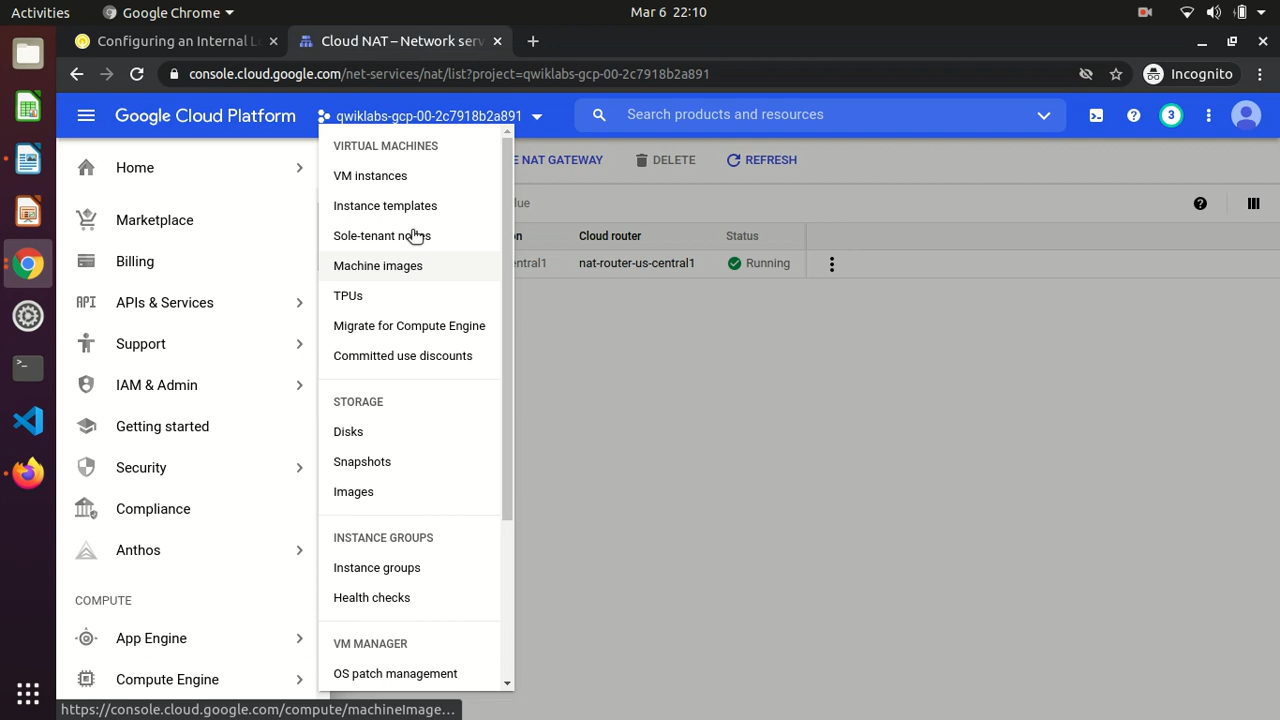 Activities
Google Chrome
Mar 6 22:10
Configuring an Internal L
Cloud NAT – Network serv
console.cloud.google.com/net-services/nat/list?project=qwiklabs-gcp-00-2c7918b2a891
Incognito
Google Cloud Platform
qwiklabs-gcp-00-2c7918b2a891
Search products and resources
3
Home
Marketplace
Billing
APIs & Services
Support
IAM & Admin
Getting started
Security
Compliance
Anthos
COMPUTE
App Engine
Compute Engine
VIRTUAL MACHINES
VM instances
Instance templates
Sole-tenant nodes
Machine images
TPUs
Migrate for Compute Engine
Committed use discounts
STORAGE
Disks
Snapshots
Images
INSTANCE GROUPS
Instance groups
Health checks
VM MANAGER
OS patch management
E NAT GATEWAY
DELETE
REFRESH
lue
on
Cloud router
Status
entral1
nat-router-us-central1
Running
https://console.cloud.google.com/compute/machineImage...